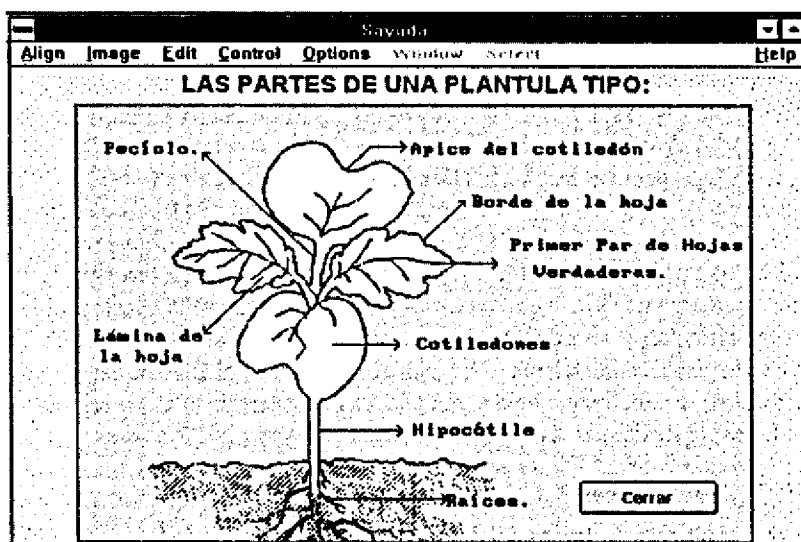 Sayuda
Align Image Edit Control Options Window Select Help
LAS PARTES DE UNA PLANTULA TIPO:
Pecíolo.
Apice del cotiledón
Borde de la hoja
Primer Par de Hojas
Verdaderas.
Lámina de
la hoja
Cotiledones
Hipocótile
Raíces.
Cerrar